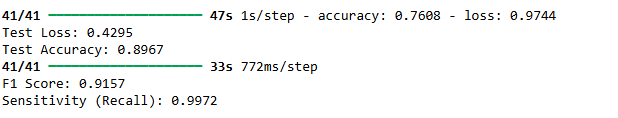 41/41 ━━━━━━━━━━━━━━━━━━━━ 47s 1s/step - accuracy: 0.7608 - loss: 0.9744
Test Loss: 0.4295
Test Accuracy: 0.8967
41/41 ━━━━━━━━━━━━━━━━━━━━ 33s 772ms/step
F1 Score: 0.9157
Sensitivity (Recall): 0.9972